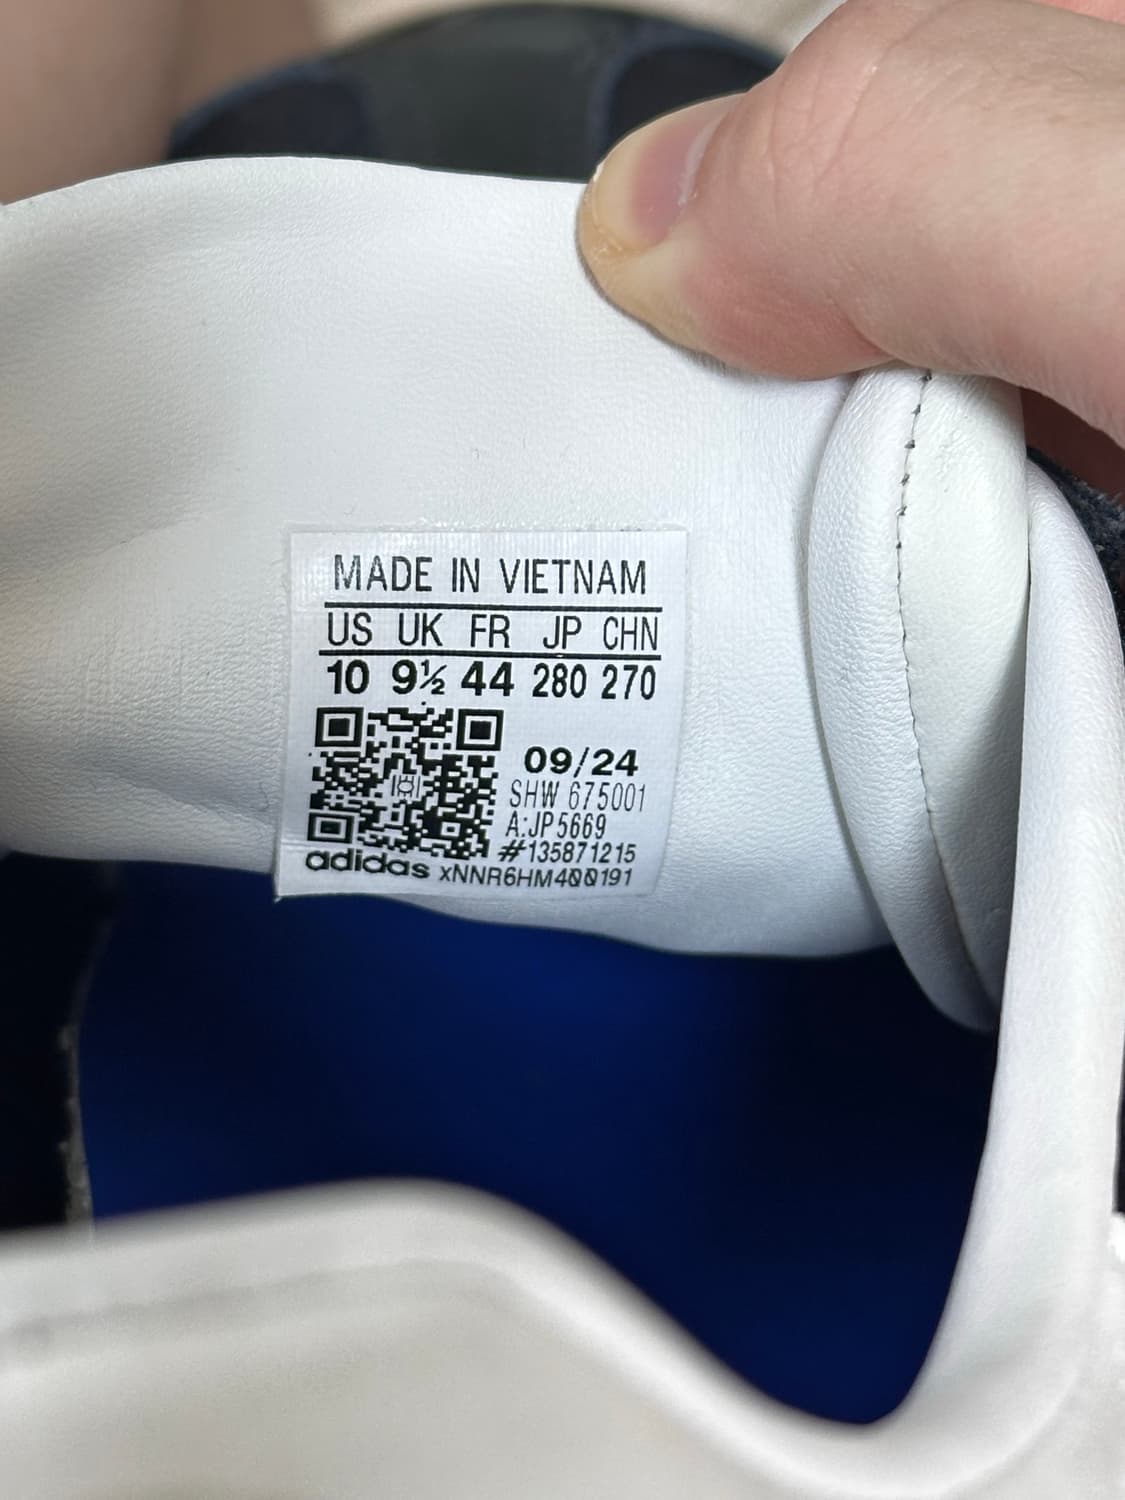 MADE IN VIETNAM
US UK FR JP CHN
10 9½ 44 280 270
09/24
SHW 675001
A:JP5669
#135871215
adidas xNNR6HM400191